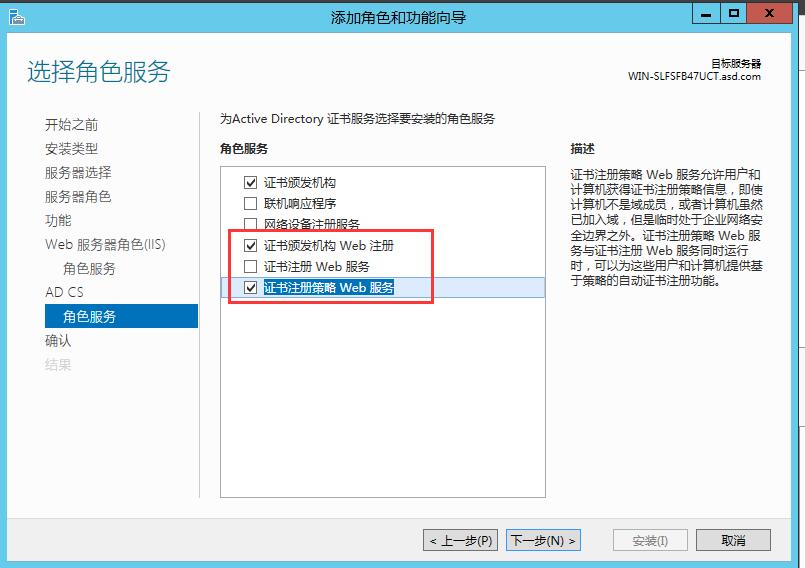 添加角色和功能向导
选择角色服务
目标服务器
WIN-SLFSFB47UCT.asd.com
开始之前
安装类型
服务器选择
服务器角色
功能
Web 服务器角色(IIS)
角色服务
AD CS
角色服务
确认
结果
为Active Directory 证书服务选择要安装的角色服务
角色服务
证书颁发机构
联机响应程序
网络设备注册服务
证书颁发机构 Web 注册
证书注册 Web 服务
证书注册策略 Web 服务
描述
证书注册策略 Web 服务允许用户和
计算机获得证书注册策略信息，即使
计算机不是域成员，或者计算机虽然
已加入域，但是临时处于企业网络安
全边界之外。证书注册策略 Web 服
务与证书注册 Web 服务同时运行
时，可以为这些用户和计算机提供基
于策略的自动证书注册功能。
< 上一步(P)
下一步(N) >
安装(I)
取消